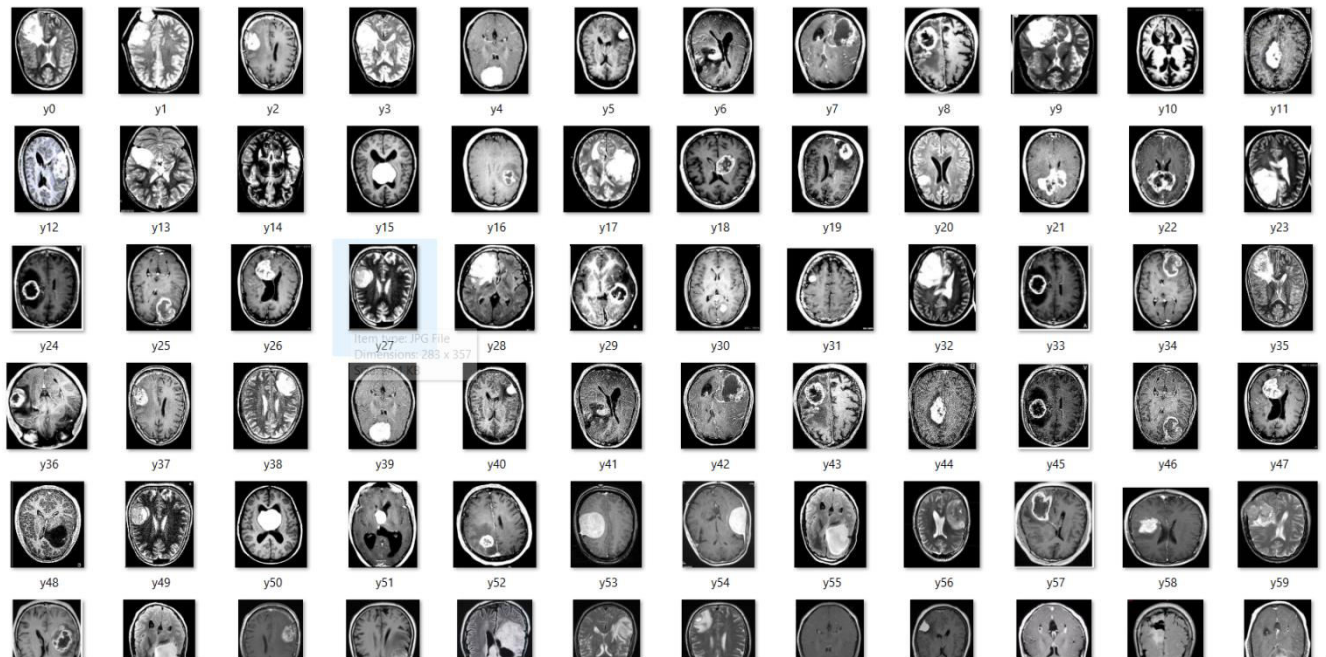 y0 y1 y2 y3 y4 y5 y6 y7 y8 y9 y10 y11
y12 y13 y14 y15 y16 y17 y18 y19 y20 y21 y22 y23
y24 y25 y26 y27 y28 y29 y30 y31 y32 y33 y34 y35
Item type: JPG File
Dimensions: 283 x 357
y36 y37 y38 y39 y40 y41 y42 y43 y44 y45 y46 y47
y48 y49 y50 y51 y52 y53 y54 y55 y56 y57 y58 y59